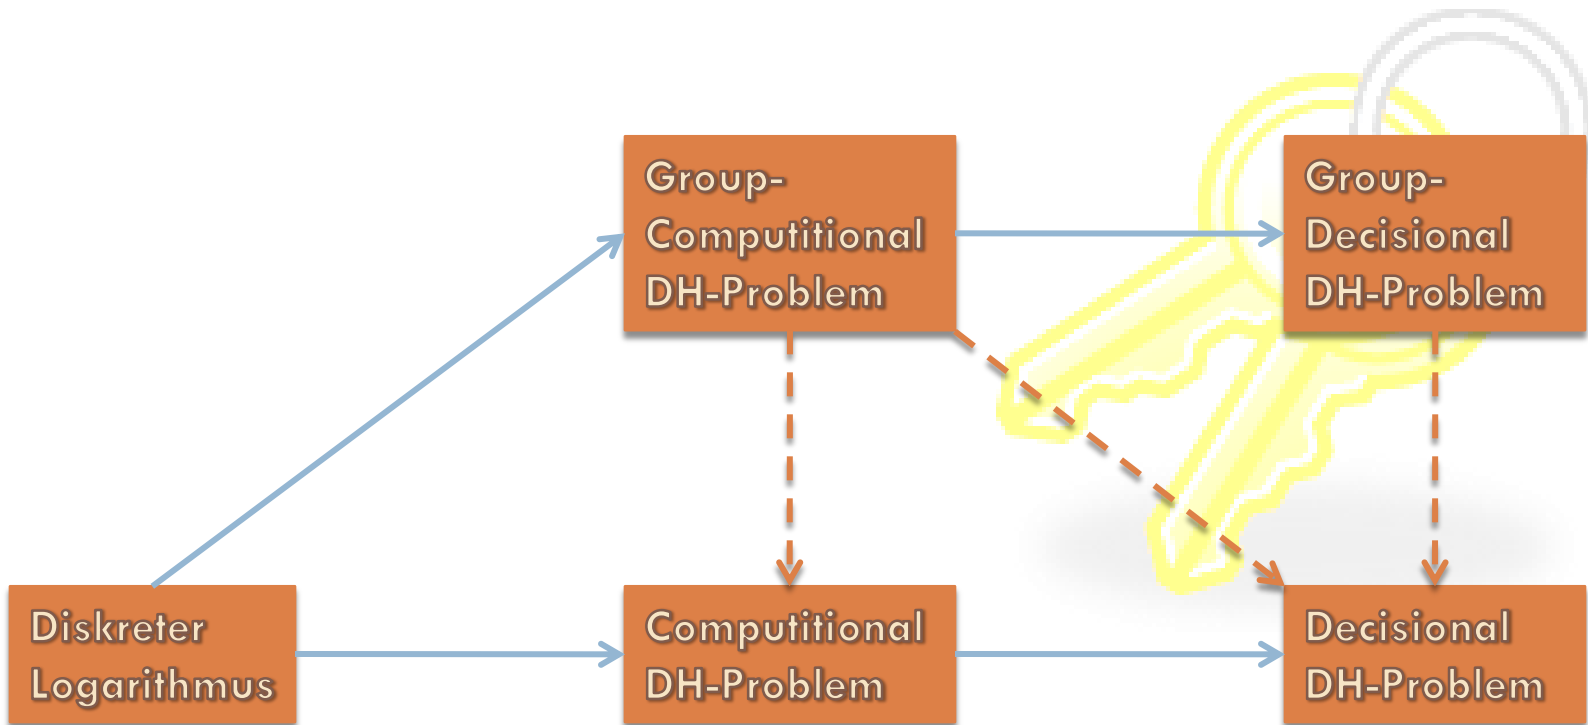 Group-
Computitional
DH-Problem
Group-
Decisional
DH-Problem
Diskreter
Logarithmus
Computitional
DH-Problem
Decisional
DH-Problem